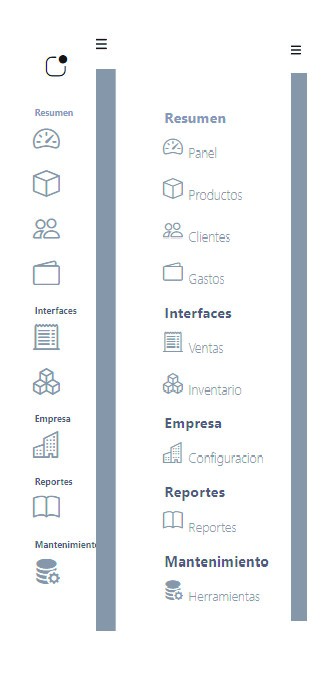 Resumen
Interfaces
Empresa
Reportes
Mantenimiento
Resumen
Panel
Productos
Clientes
Gastos
Interfaces
Ventas
Inventario
Empresa
Configuracion
Reportes
Reportes
Mantenimiento
Herramientas